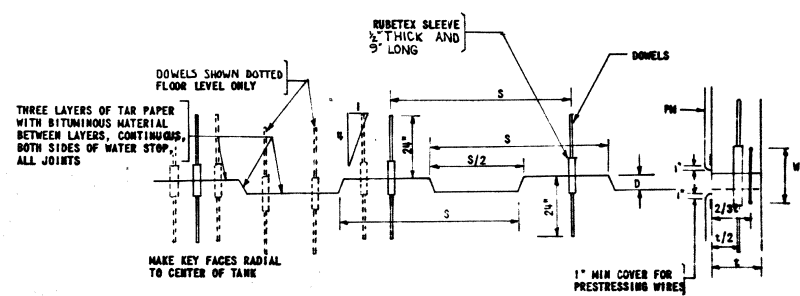 RUBETEX SLEEVE
½" THICK AND
9" LONG
DOWELS
DOWELS SHOWN DOTTED
FLOOR LEVEL ONLY
THREE LAYERS OF TAR PAPER
WITH BITUMINOUS MATERIAL
BETWEEN LAYERS, CONTINUOUS,
BOTH SIDES OF WATER STOP,
ALL JOINTS
1
4
S
24"
S
S/2
S
24"
D
PM
1"
1"
W
2/3t
t/2
t
MAKE KEY FACES RADIAL
TO CENTER OF TANK
1" MIN COVER FOR
PRESTRESSING WIRES